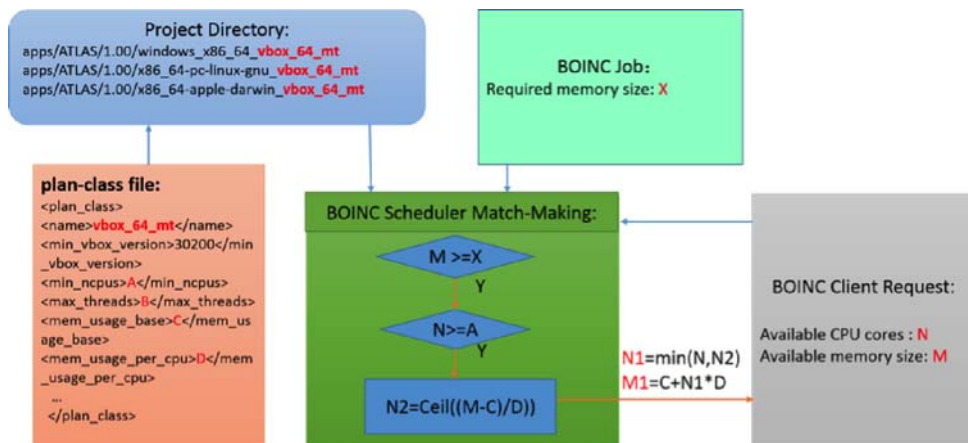 Project Directory:
apps/ATLAS/1.00/windows_x86_64_vbox_64_mt
apps/ATLAS/1.00/x86_64-pc-linux-gnu_vbox_64_mt
apps/ATLAS/1.00/x86_64-apple-darwin_vbox_64_mt
BOINC Job:
Required memory size: X
plan-class file:
<plan_class>
<name>vbox_64_mt</name>
<min_vbox_version>30200</min
_vbox_version>
<min_ncpus>A</min_ncpus>
<max_threads>B</max_threads>
<mem_usage_base>C</mem_us
age_base>
<mem_usage_per_cpu>D</mem
_usage_per_cpu>
...
</plan_class>
BOINC Scheduler Match-Making:
M >=X
Y
N>=A
Y
N2=Ceil((M-C)/D))
N1=min(N,N2)
M1=C+N1*D
BOINC Client Request:
Available CPU cores : N
Available memory size: M